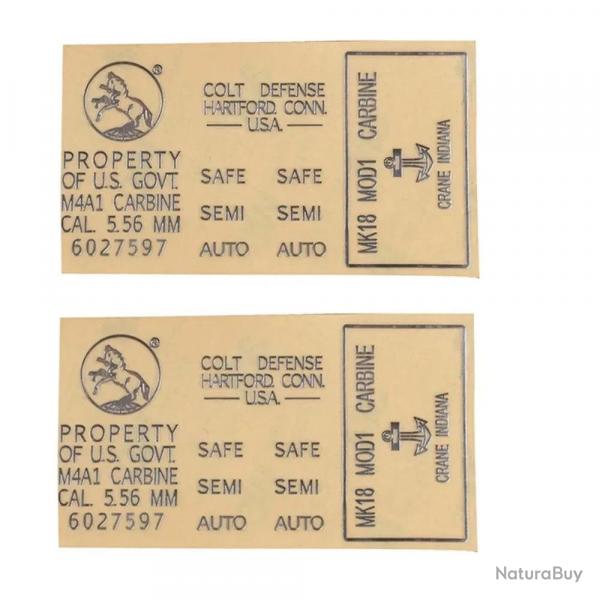 ®
COLT DEFENSE
HARTFORD. CONN.
U.S.A.
PROPERTY
OF U.S. GOVT.
M4A1 CARBINE
CAL. 5.56 MM
6027597
SAFE SAFE
SEMI SEMI
AUTO AUTO
MK18 MOD1 CARBINE
CRANE INDIANA
®
COLT DEFENSE
HARTFORD. CONN.
U.S.A.
PROPERTY
OF U.S. GOVT.
M4A1 CARBINE
CAL. 5.56 MM
6027597
SAFE SAFE
SEMI SEMI
AUTO AUTO
MK18 MOD1 CARBINE
CRANE INDIANA
NaturaBuy